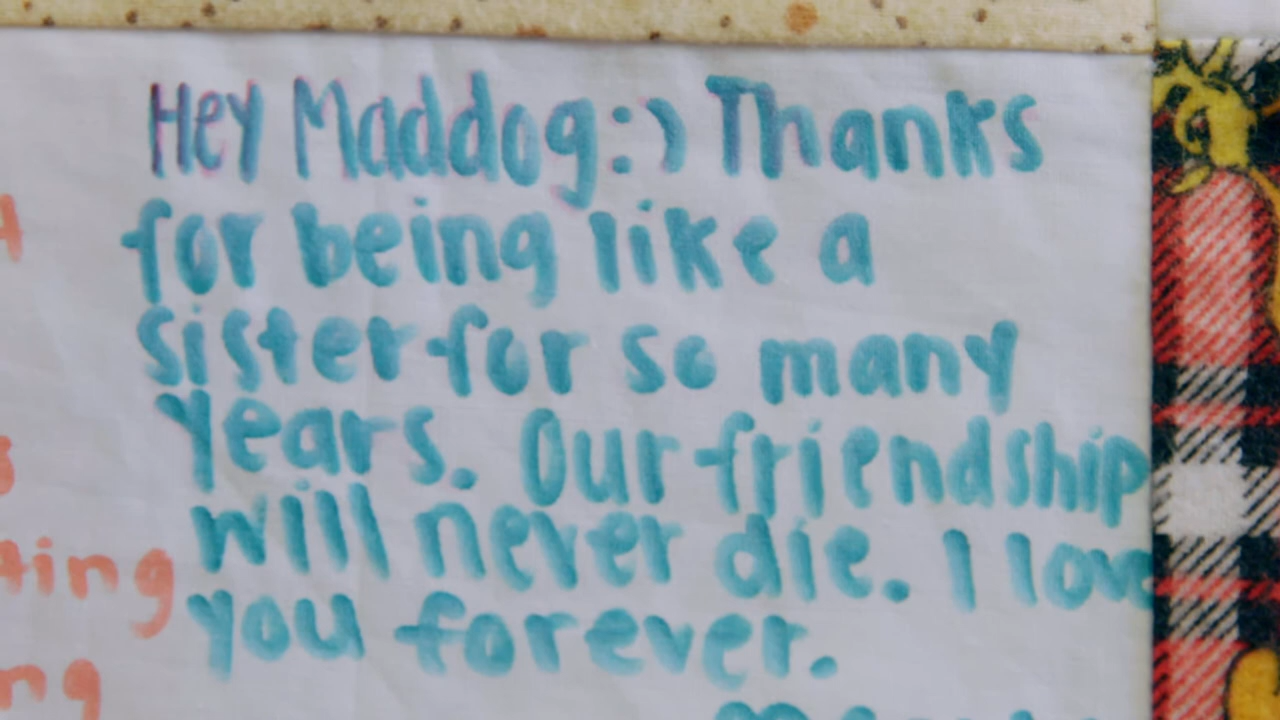 Hey Maddog:) Thanks
for being like a
sister for so many
years. Our friendship
will never die. I love
you forever.